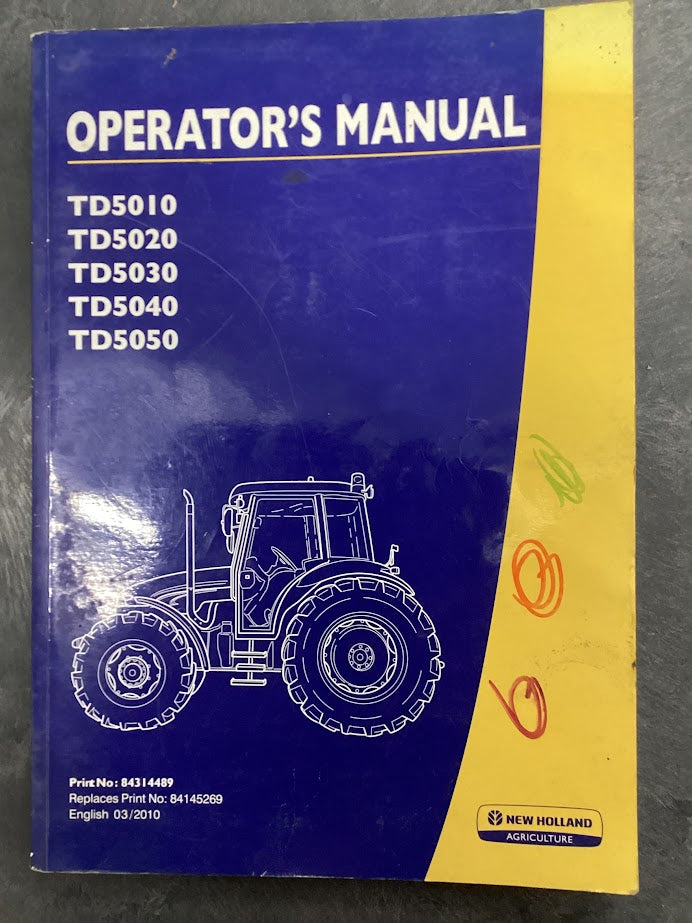 OPERATOR'S MANUAL
TD5010
TD5020
TD5030
TD5040
TD5050
Print No: 84314489
Replaces Print No: 84145269
English 03/2010
NEW HOLLAND
AGRICULTURE